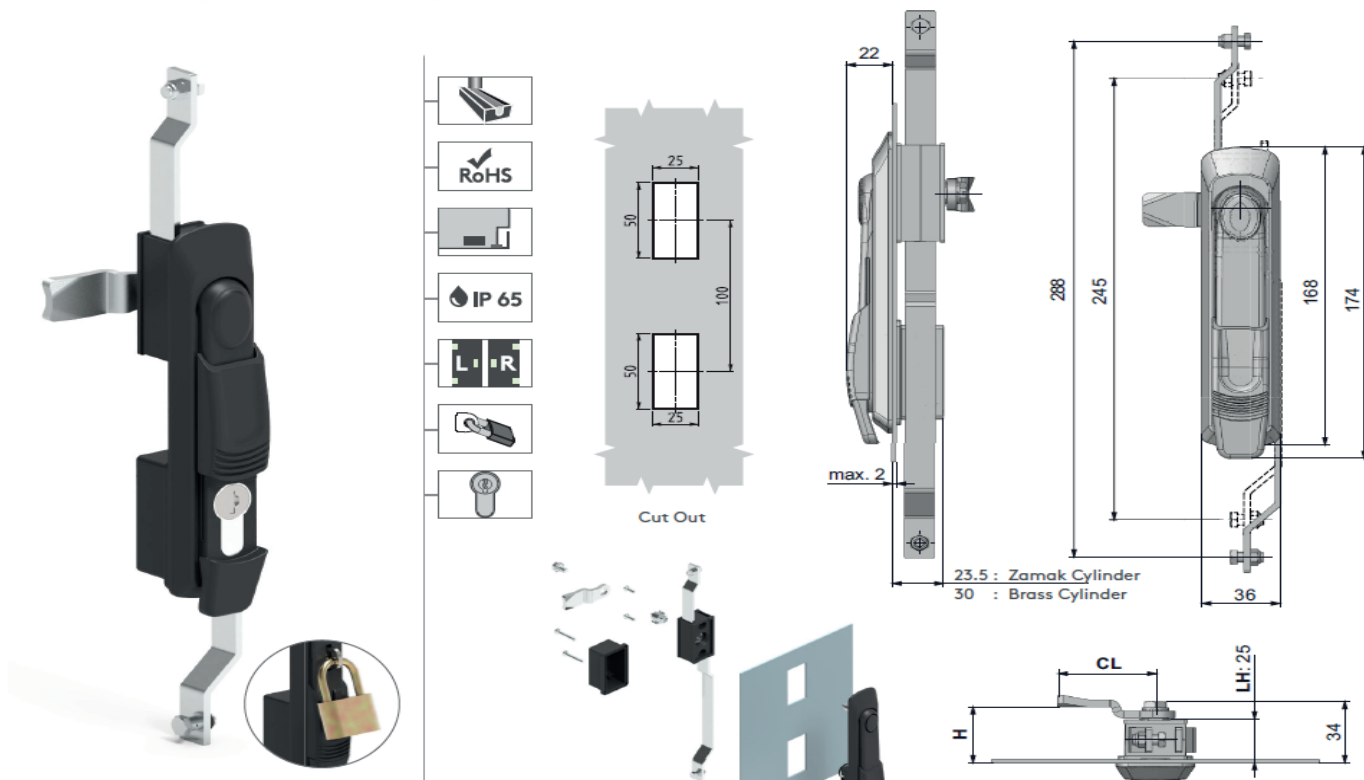 RoHS
IP 65
L R
25
50
100
50
25
Cut Out
22
max. 2
23.5 : Zamak Cylinder
30 : Brass Cylinder
288
245
168
174
36
CL
LH: 25
H
34